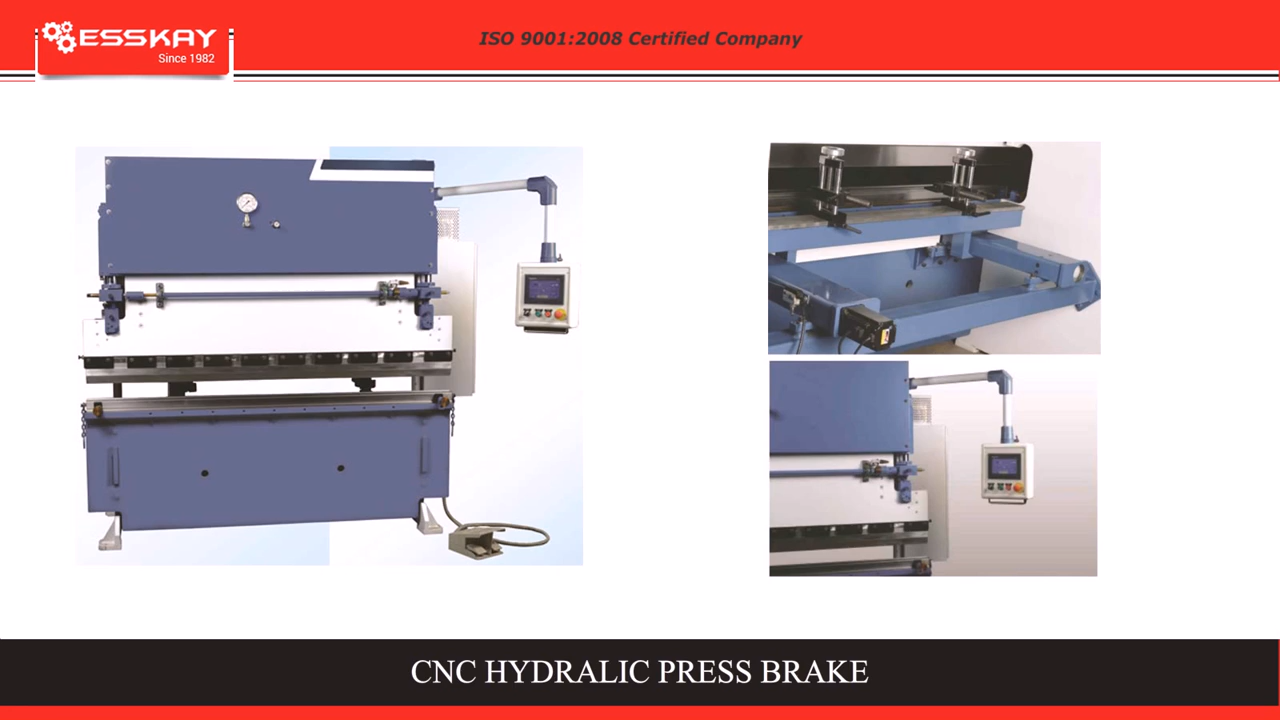 ESSKAY
Since 1982
ISO 9001:2008 Certified Company
CNC HYDRALIC PRESS BRAKE